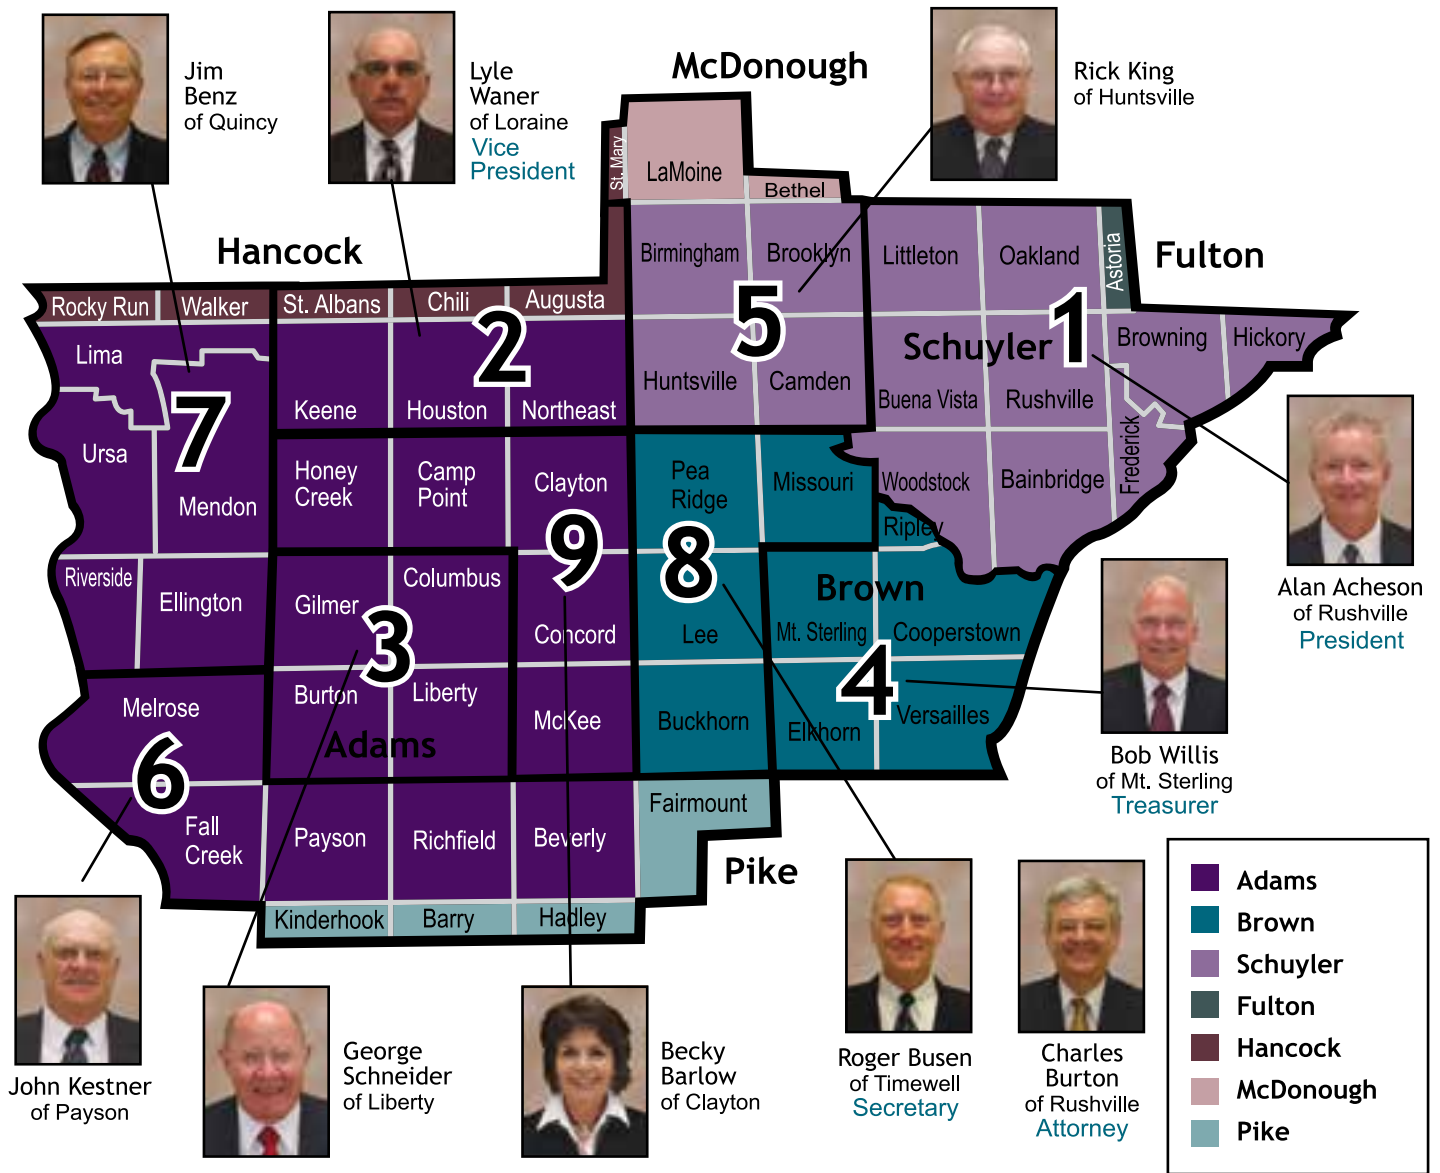 Jim
Benz
of Quincy
Lyle
Waner
of Loraine
Vice
President
McDonough
Rick King
of Huntsville
St. Mary
LaMoine
Bethel
Hancock
Birmingham
Brooklyn
Littleton
Oakland
Astoria
Fulton
Rocky Run
Walker
St. Albans
Chili
Augusta
2
5
1
Lima
Schuyler
Browning
Hickory
Huntsville
Camden
Buena Vista
Rushville
7
Keene
Houston
Northeast
Ursa
Mendon
Honey
Creek
Camp
Point
Clayton
Pea
Ridge
Missouri
Woodstock
Bainbridge
Frederick
Ripley
9
8
Riverside
Ellington
Gilmer
Columbus
Brown
3
Concord
Lee
Mt. Sterling
Cooperstown
Alan Acheson
of Rushville
President
Melrose
Burton
Liberty
McKee
Buckhorn
4
Elkhorn
Versailles
Adams
6
Bob Willis
of Mt. Sterling
Treasurer
Fall
Creek
Payson
Richfield
Beverly
Fairmount
Pike
Kinderhook
Barry
Hadley
John Kestner
of Payson
George
Schneider
of Liberty
Becky
Barlow
of Clayton
Roger Busen
of Timewell
Secretary
Charles
Burton
of Rushville
Attorney
Adams
Brown
Schuyler
Fulton
Hancock
McDonough
Pike